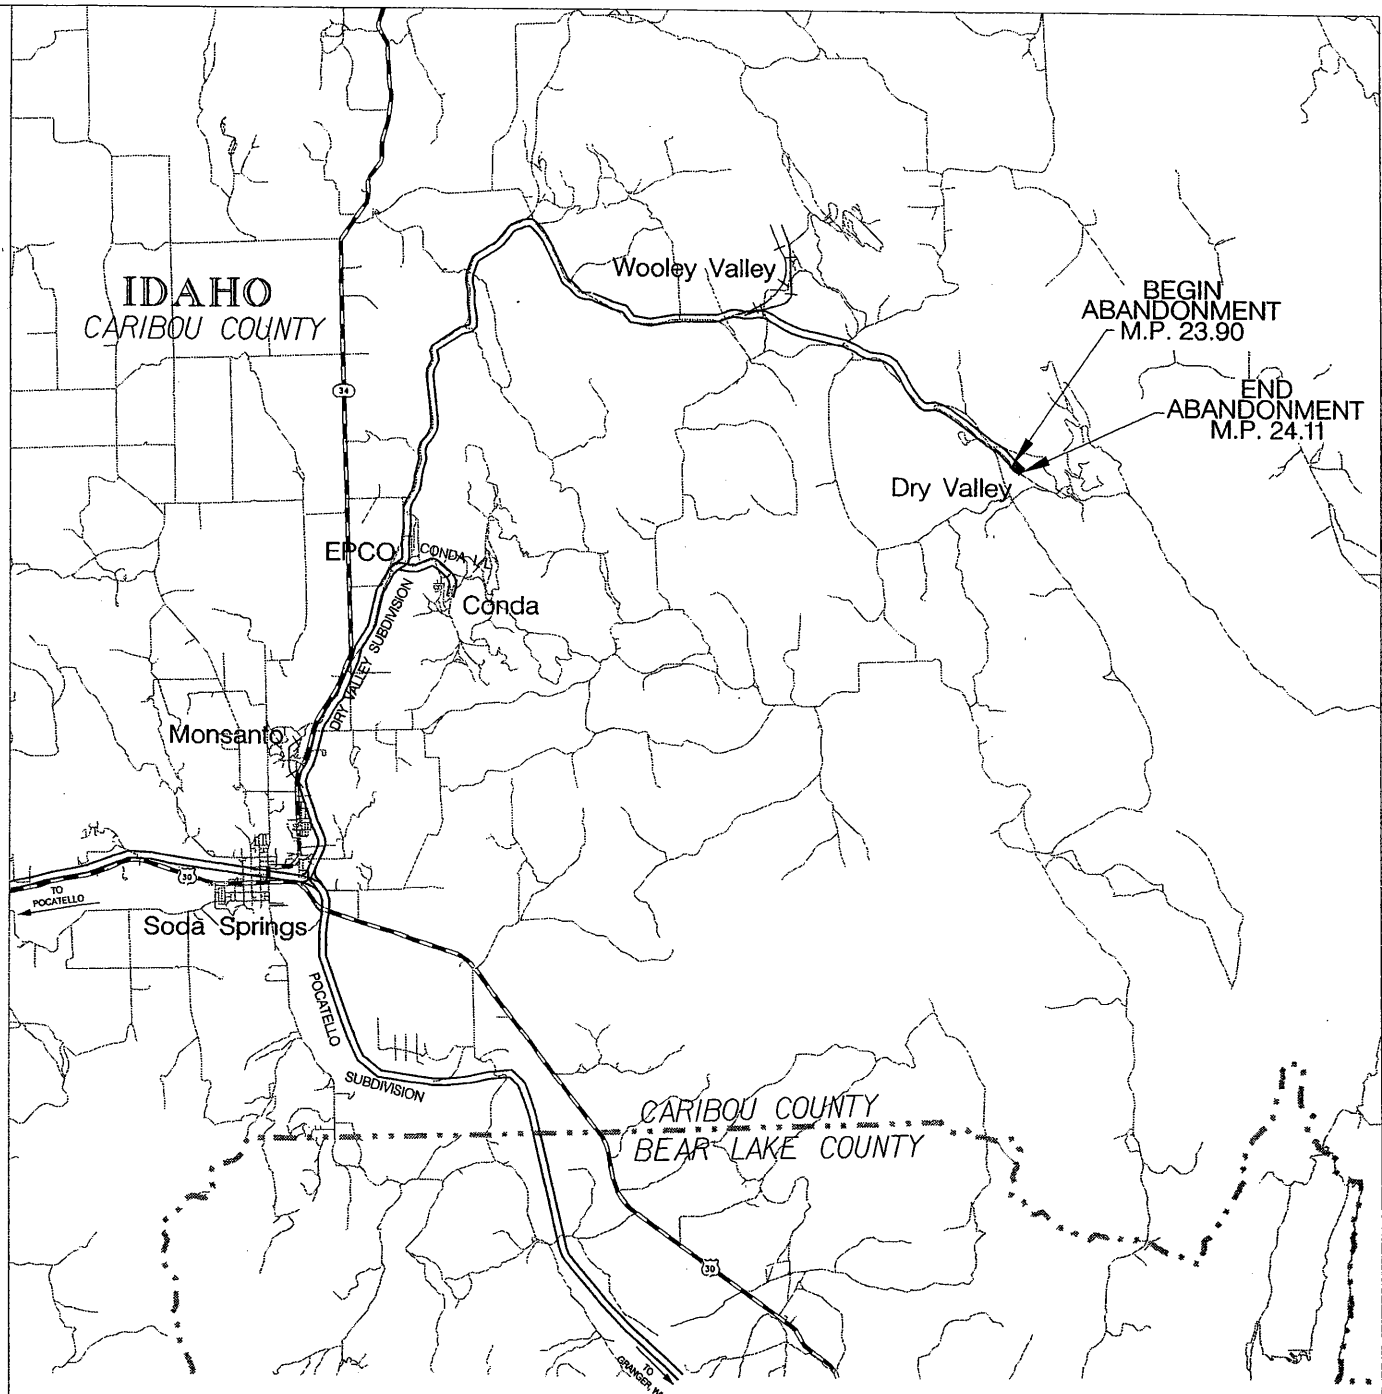 IDAHO
CARIBOU COUNTY
34
Wooley Valley
BEGIN
ABANDONMENT
M.P. 23.90
END
ABANDONMENT
M.P. 24.11
Dry Valley
EPCO
CONDA
Conda
DRY VALLEY SUBDIVISION
Monsanto
30
TO
POCATELLO
Soda Springs
POCATELLO
SUBDIVISION
CARIBOU COUNTY
BEAR LAKE COUNTY
30
TO
GRANGER,